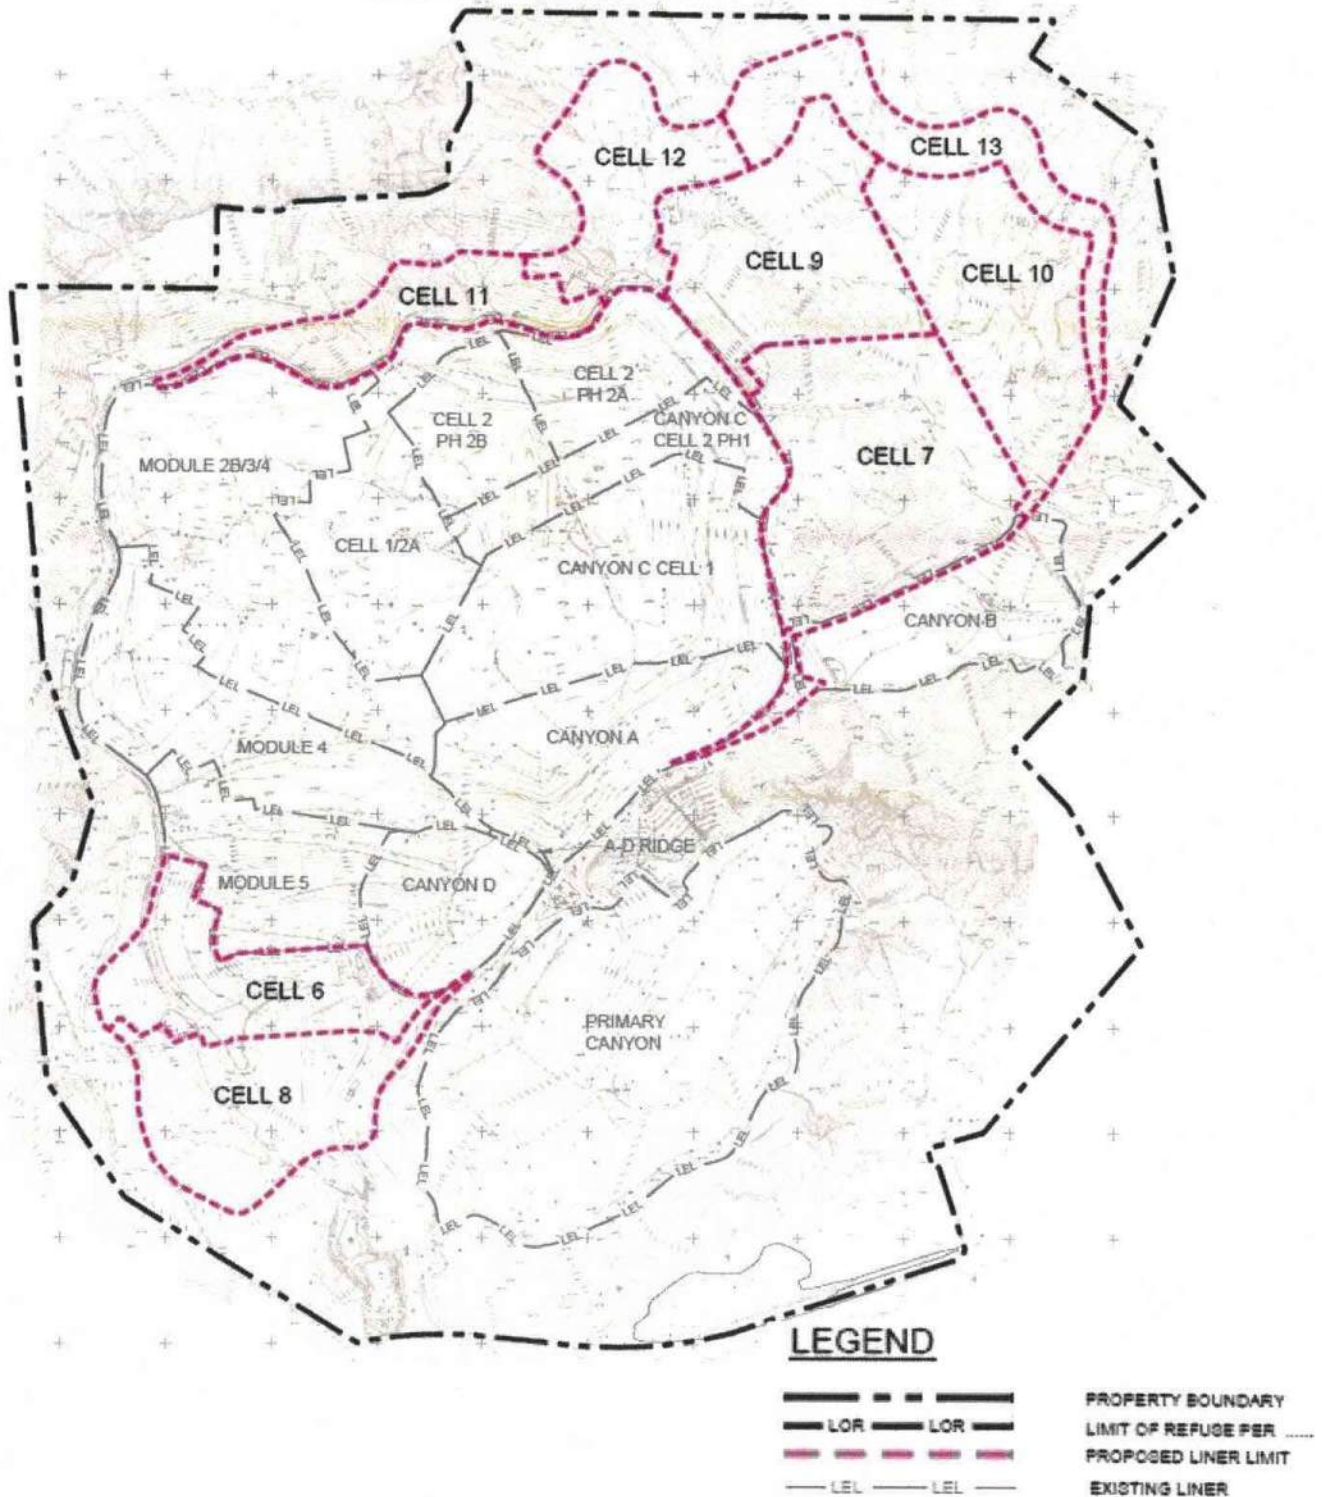 CELL 12
CELL 13
CELL 9
CELL 10
CELL 11
CELL 2
PH 2A
CELL 2
PH 2B
CANYON C
CELL 2 PH1
MODULE 2B/3/4
CELL 7
CELL 1/2A
CANYON C CELL 1
CANYON B
MODULE 4
CANYON A
A-D RIDGE
MODULE 5
CANYON D
CELL 6
PRIMARY
CANYON
CELL 8
LEGEND
PROPERTY BOUNDARY
LOR LOR
LIMIT OF REFUSE PER ......
PROPOSED LINER LIMIT
LEL LEL
EXISTING LINER